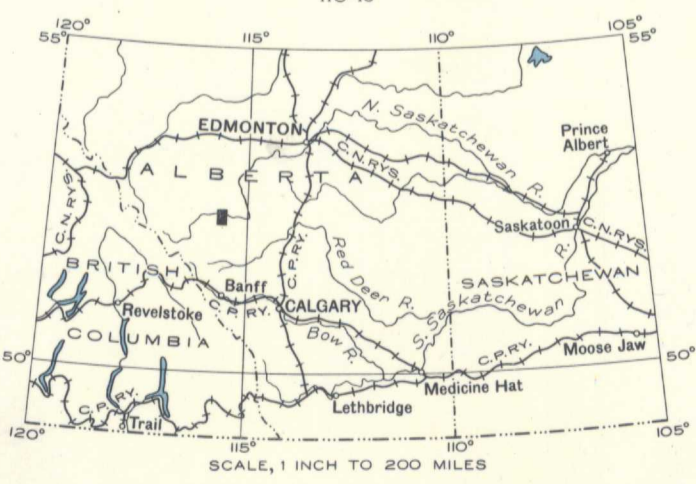 120°
55°
115°
110°
105°
55°
EDMONTON
N. Saskatchewan R.
Prince
Albert
C.N.RYS.
ALBERTA
C.N.RYS.
Saskatoon
C.N.RYS.
C.P.RY.
Red Deer R.
R.
SASKATCHEWAN
BRITISH
Banff
S. Saskatchewan
C.P.RY.
CALGARY
Revelstoke
Bow R.
COLUMBIA
C.P.RY.
Moose Jaw
50°
50°
Medicine Hat
C.P.RY.
Lethbridge
Trail
120°
115°
110°
105°
SCALE, 1 INCH TO 200 MILES